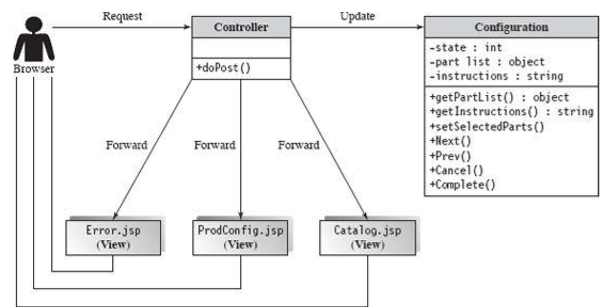 Request
Controller
Update
Configuration
Browser
+doPost()
-state : int
-part list : object
-instructions : string
+getPartList() : object
+getInstructions() : string
+setSelectedParts()
+Next()
+Prev()
+Cancel()
+Complete()
Forward
Forward
Forward
Error.jsp
(View)
ProdConfig.jsp
(View)
Catalog.jsp
(View)